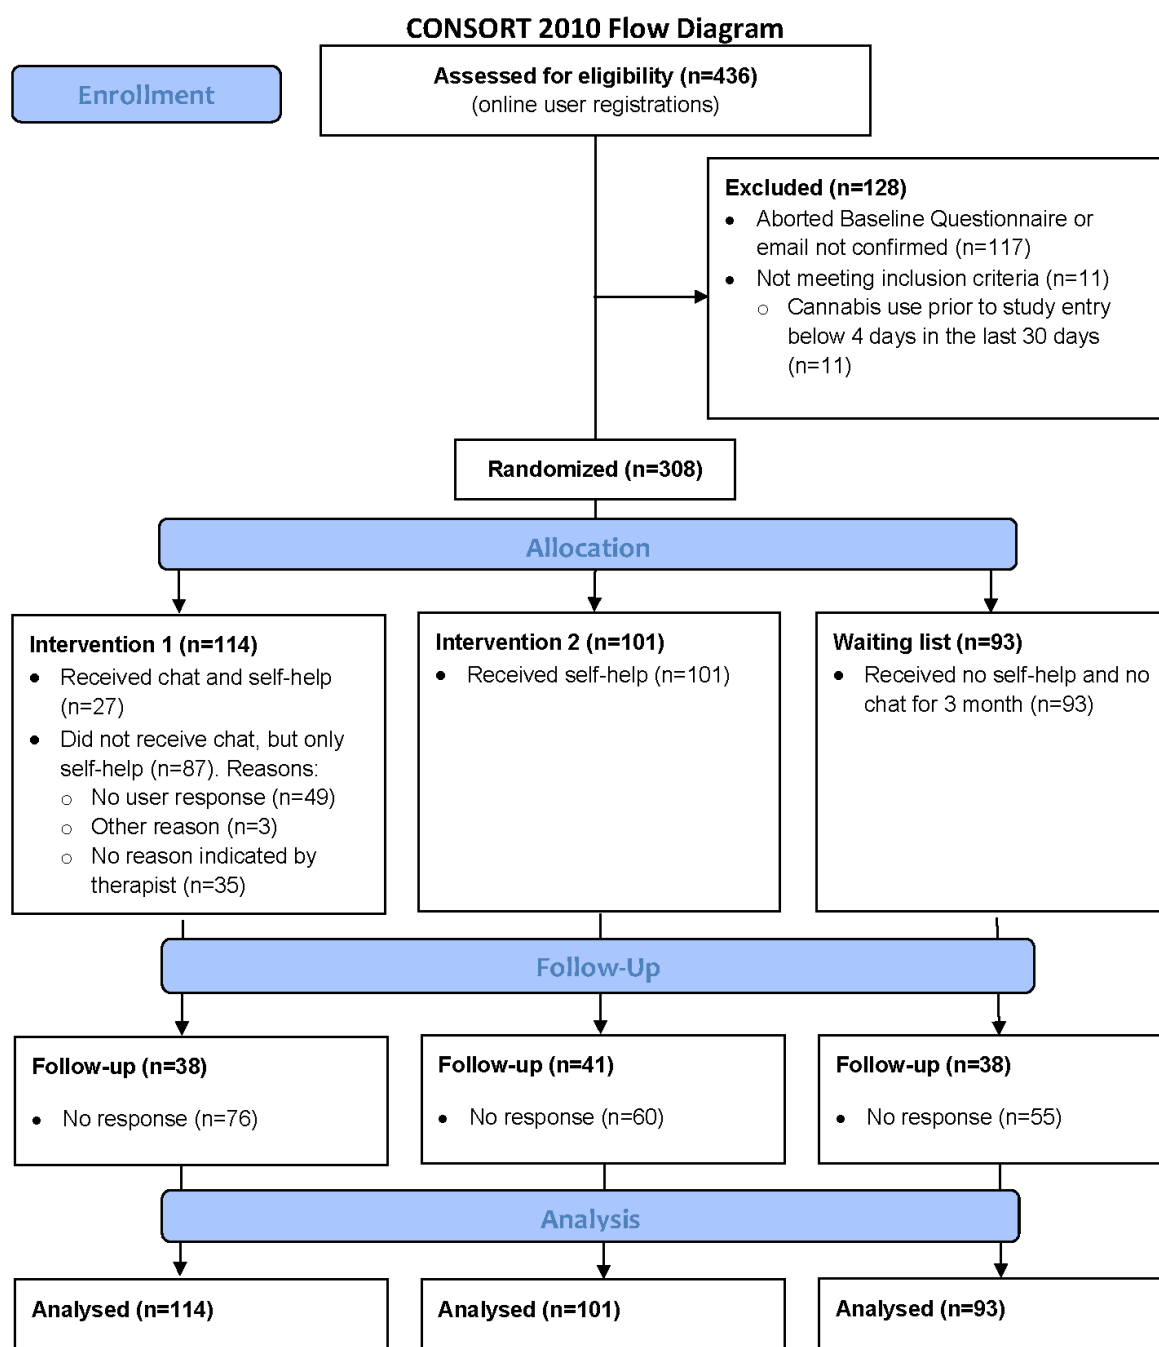 CONSORT 2010 Flow Diagram
Enrollment
Assessed for eligibility (n=436)
(online user registrations)
Excluded (n=128)
• Aborted Baseline Questionnaire or
email not confirmed (n=117)
• Not meeting inclusion criteria (n=11)
○ Cannabis use prior to study entry
below 4 days in the last 30 days
(n=11)
Randomized (n=308)
Allocation
Intervention 1 (n=114)
• Received chat and self-help
(n=27)
• Did not receive chat, but only
self-help (n=87). Reasons:
○ No user response (n=49)
○ Other reason (n=3)
○ No reason indicated by
therapist (n=35)
Intervention 2 (n=101)
• Received self-help (n=101)
Waiting list (n=93)
• Received no self-help and no
chat for 3 month (n=93)
Follow-Up
Follow-up (n=38)
• No response (n=76)
Follow-up (n=41)
• No response (n=60)
Follow-up (n=38)
• No response (n=55)
Analysis
Analysed (n=114)
Analysed (n=101)
Analysed (n=93)